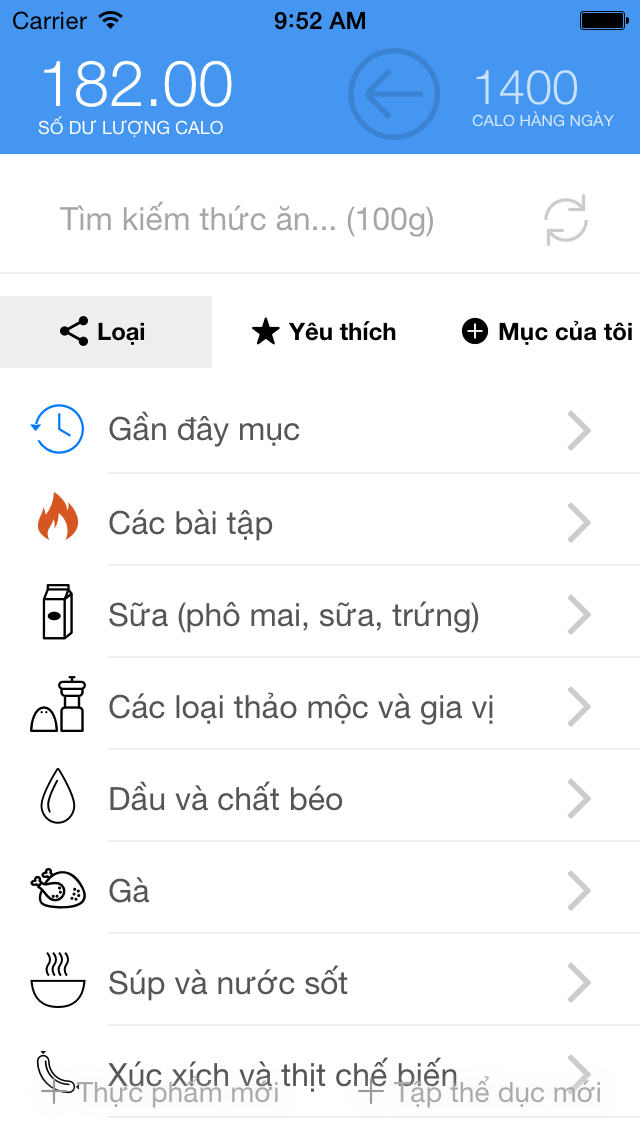 Carrier 9:52 AM
182.00
SỐ DƯ LƯỢNG CALO
1400
CALO HÀNG NGÀY
Tìm kiếm thức ăn... (100g)
Loại
Yêu thích
Mục của tôi
Gần đây mục
Các bài tập
Sữa (phô mai, sữa, trứng)
Các loại thảo mộc và gia vị
Dầu và chất béo
Gà
Súp và nước sốt
Xúc xích và thịt chế biến
Thực phẩm mới
Tập thể dục mới